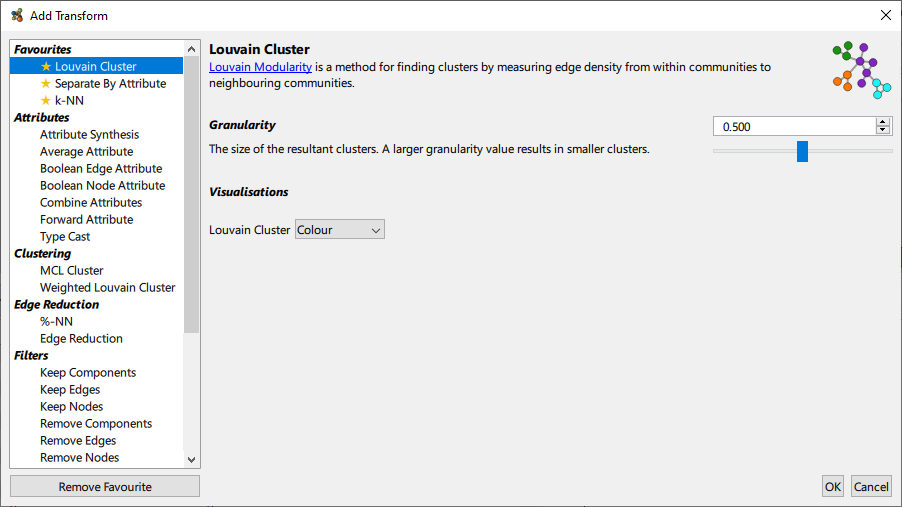 Add Transform
Favourites
Louvain Cluster
Separate By Attribute
k-NN
Attributes
Attribute Synthesis
Average Attribute
Boolean Edge Attribute
Boolean Node Attribute
Combine Attributes
Forward Attribute
Type Cast
Clustering
MCL Cluster
Weighted Louvain Cluster
Edge Reduction
%-NN
Edge Reduction
Filters
Keep Components
Keep Edges
Keep Nodes
Remove Components
Remove Edges
Remove Nodes
Remove Favourite
Louvain Cluster
Louvain Modularity is a method for finding clusters by measuring edge density from within communities to
neighbouring communities.
Granularity
0.500
The size of the resultant clusters. A larger granularity value results in smaller clusters.
Visualisations
Louvain Cluster Colour
OK Cancel